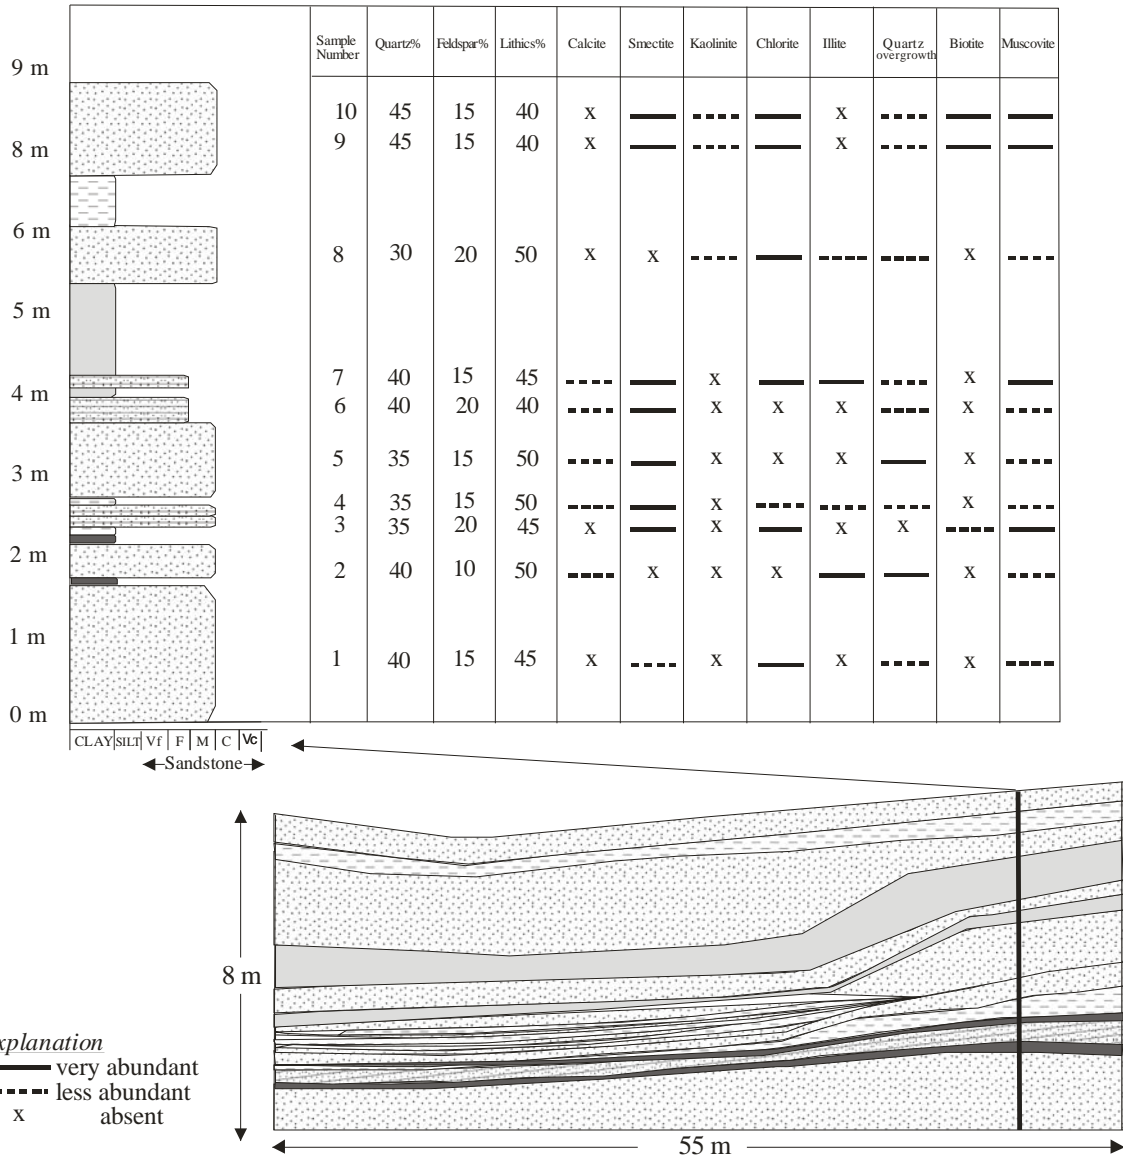 Sample Number Quartz% Feldspar% Lithics% Calcite Smectite Kaolinite Chlorite Illite Quartz overgrowth Biotite Muscovite
9 m
10 45 15 40 x x
8 m
9 45 15 40 x x
6 m
8 30 20 50 x x x
5 m
7 40 15 45 x x
4 m
6 40 20 40 x x x x
5 35 15 50 x x x x
3 m
4 35 15 50 x x
3 35 20 45 x x x x
2 m
2 40 10 50 x x x x
1 m
1 40 15 45 x x x x
0 m
CLAY SILT Vf F M C Vc
Sandstone
8 m
xplanation
very abundant
less abundant
x absent
55 m